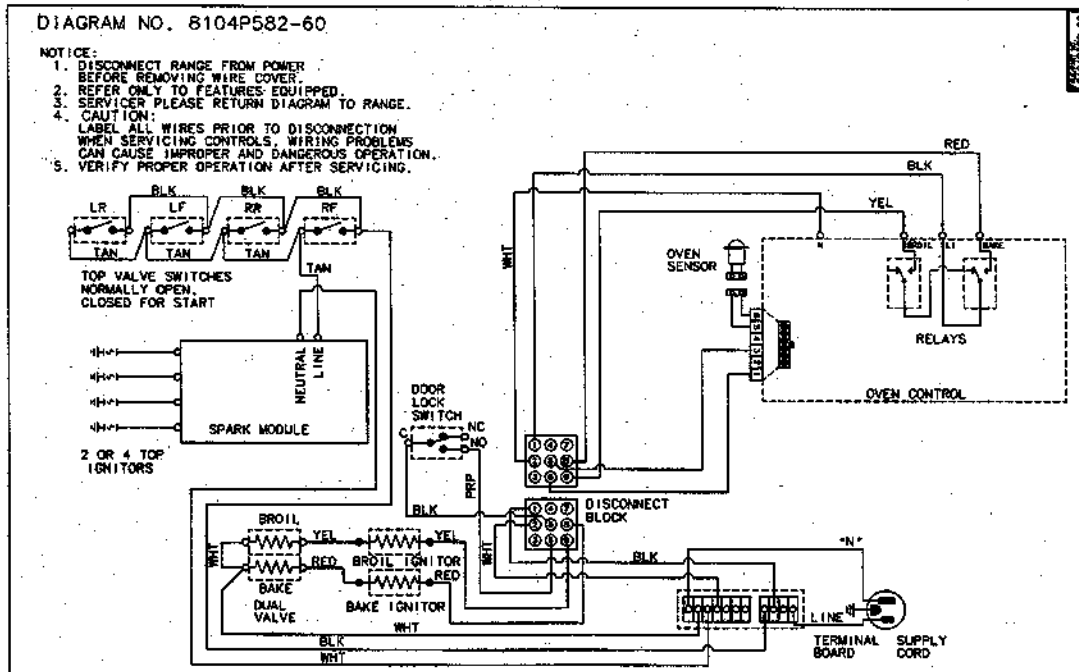 DIAGRAM NO. 8104P582-60
NOTICE:
1. DISCONNECT RANGE FROM POWER
BEFORE REMOVING WIRE COVER.
2. REFER ONLY TO FEATURES EQUIPPED.
3. SERVICER PLEASE RETURN DIAGRAM TO RANGE.
4. CAUTION:
LABEL ALL WIRES PRIOR TO DISCONNECTION
WHEN SERVICING CONTROLS, WIRING PROBLEMS
CAN CAUSE IMPROPER AND DANGEROUS OPERATION.
5. VERIFY PROPER OPERATION AFTER SERVICING.
RED
BLK
YEL
WHT
BLK BLK BLK
LR LF RR RF
TAN TAN TAN
TAN
TOP VALVE SWITCHES
NORMALLY OPEN,
CLOSED FOR START
OVEN
SENSOR
N BROIL L1 BAKE
RELAYS
OVEN CONTROL
NEUTRAL
LINE
SPARK MODULE
2 OR 4 TOP
IGNITORS
DOOR
LOCK
SWITCH
C
NC
NO
PRP
BLK
1 4 7
DISCONNECT
BLOCK
1 4 7
WHT
BLK
BROIL
YEL YEL
BROIL IGNITOR
WHT
RED RED
BAKE
BAKE IGNITOR
DUAL
VALVE
WHT
BLK
WHT
"N"
LINE
TERMINAL
BOARD
SUPPLY
CORD